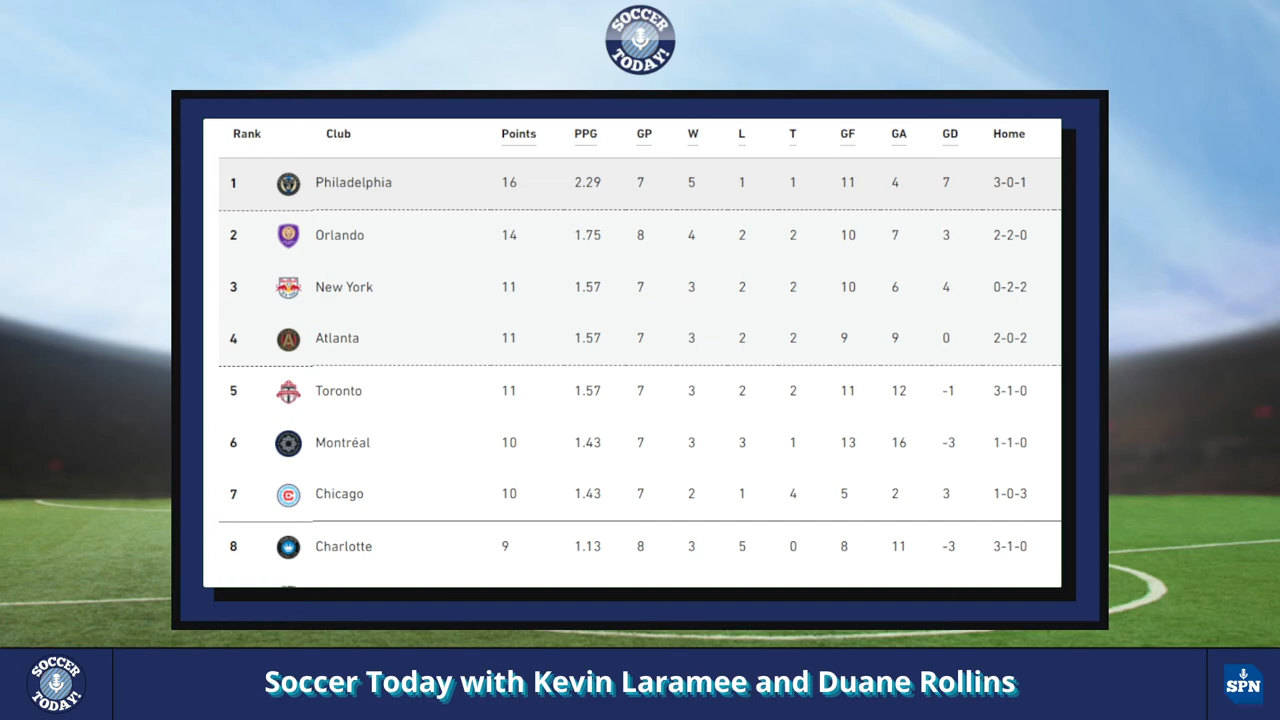 SOCCER
TODAY!
Rank Club Points PPG GP W L T GF GA GD Home
1 Philadelphia 16 2.29 7 5 1 1 11 4 7 3-0-1
2 Orlando 14 1.75 8 4 2 2 10 7 3 2-2-0
3 New York 11 1.57 7 3 2 2 10 6 4 0-2-2
4 Atlanta 11 1.57 7 3 2 2 9 9 0 2-0-2
5 Toronto 11 1.57 7 3 2 2 11 12 -1 3-1-0
6 Montréal 10 1.43 7 3 3 1 13 16 -3 1-1-0
7 Chicago 10 1.43 7 2 1 4 5 2 3 1-0-3
8 Charlotte 9 1.13 8 3 5 0 8 11 -3 3-1-0
SOCCER
TODAY!
Soccer Today with Kevin Laramee and Duane Rollins
SPN